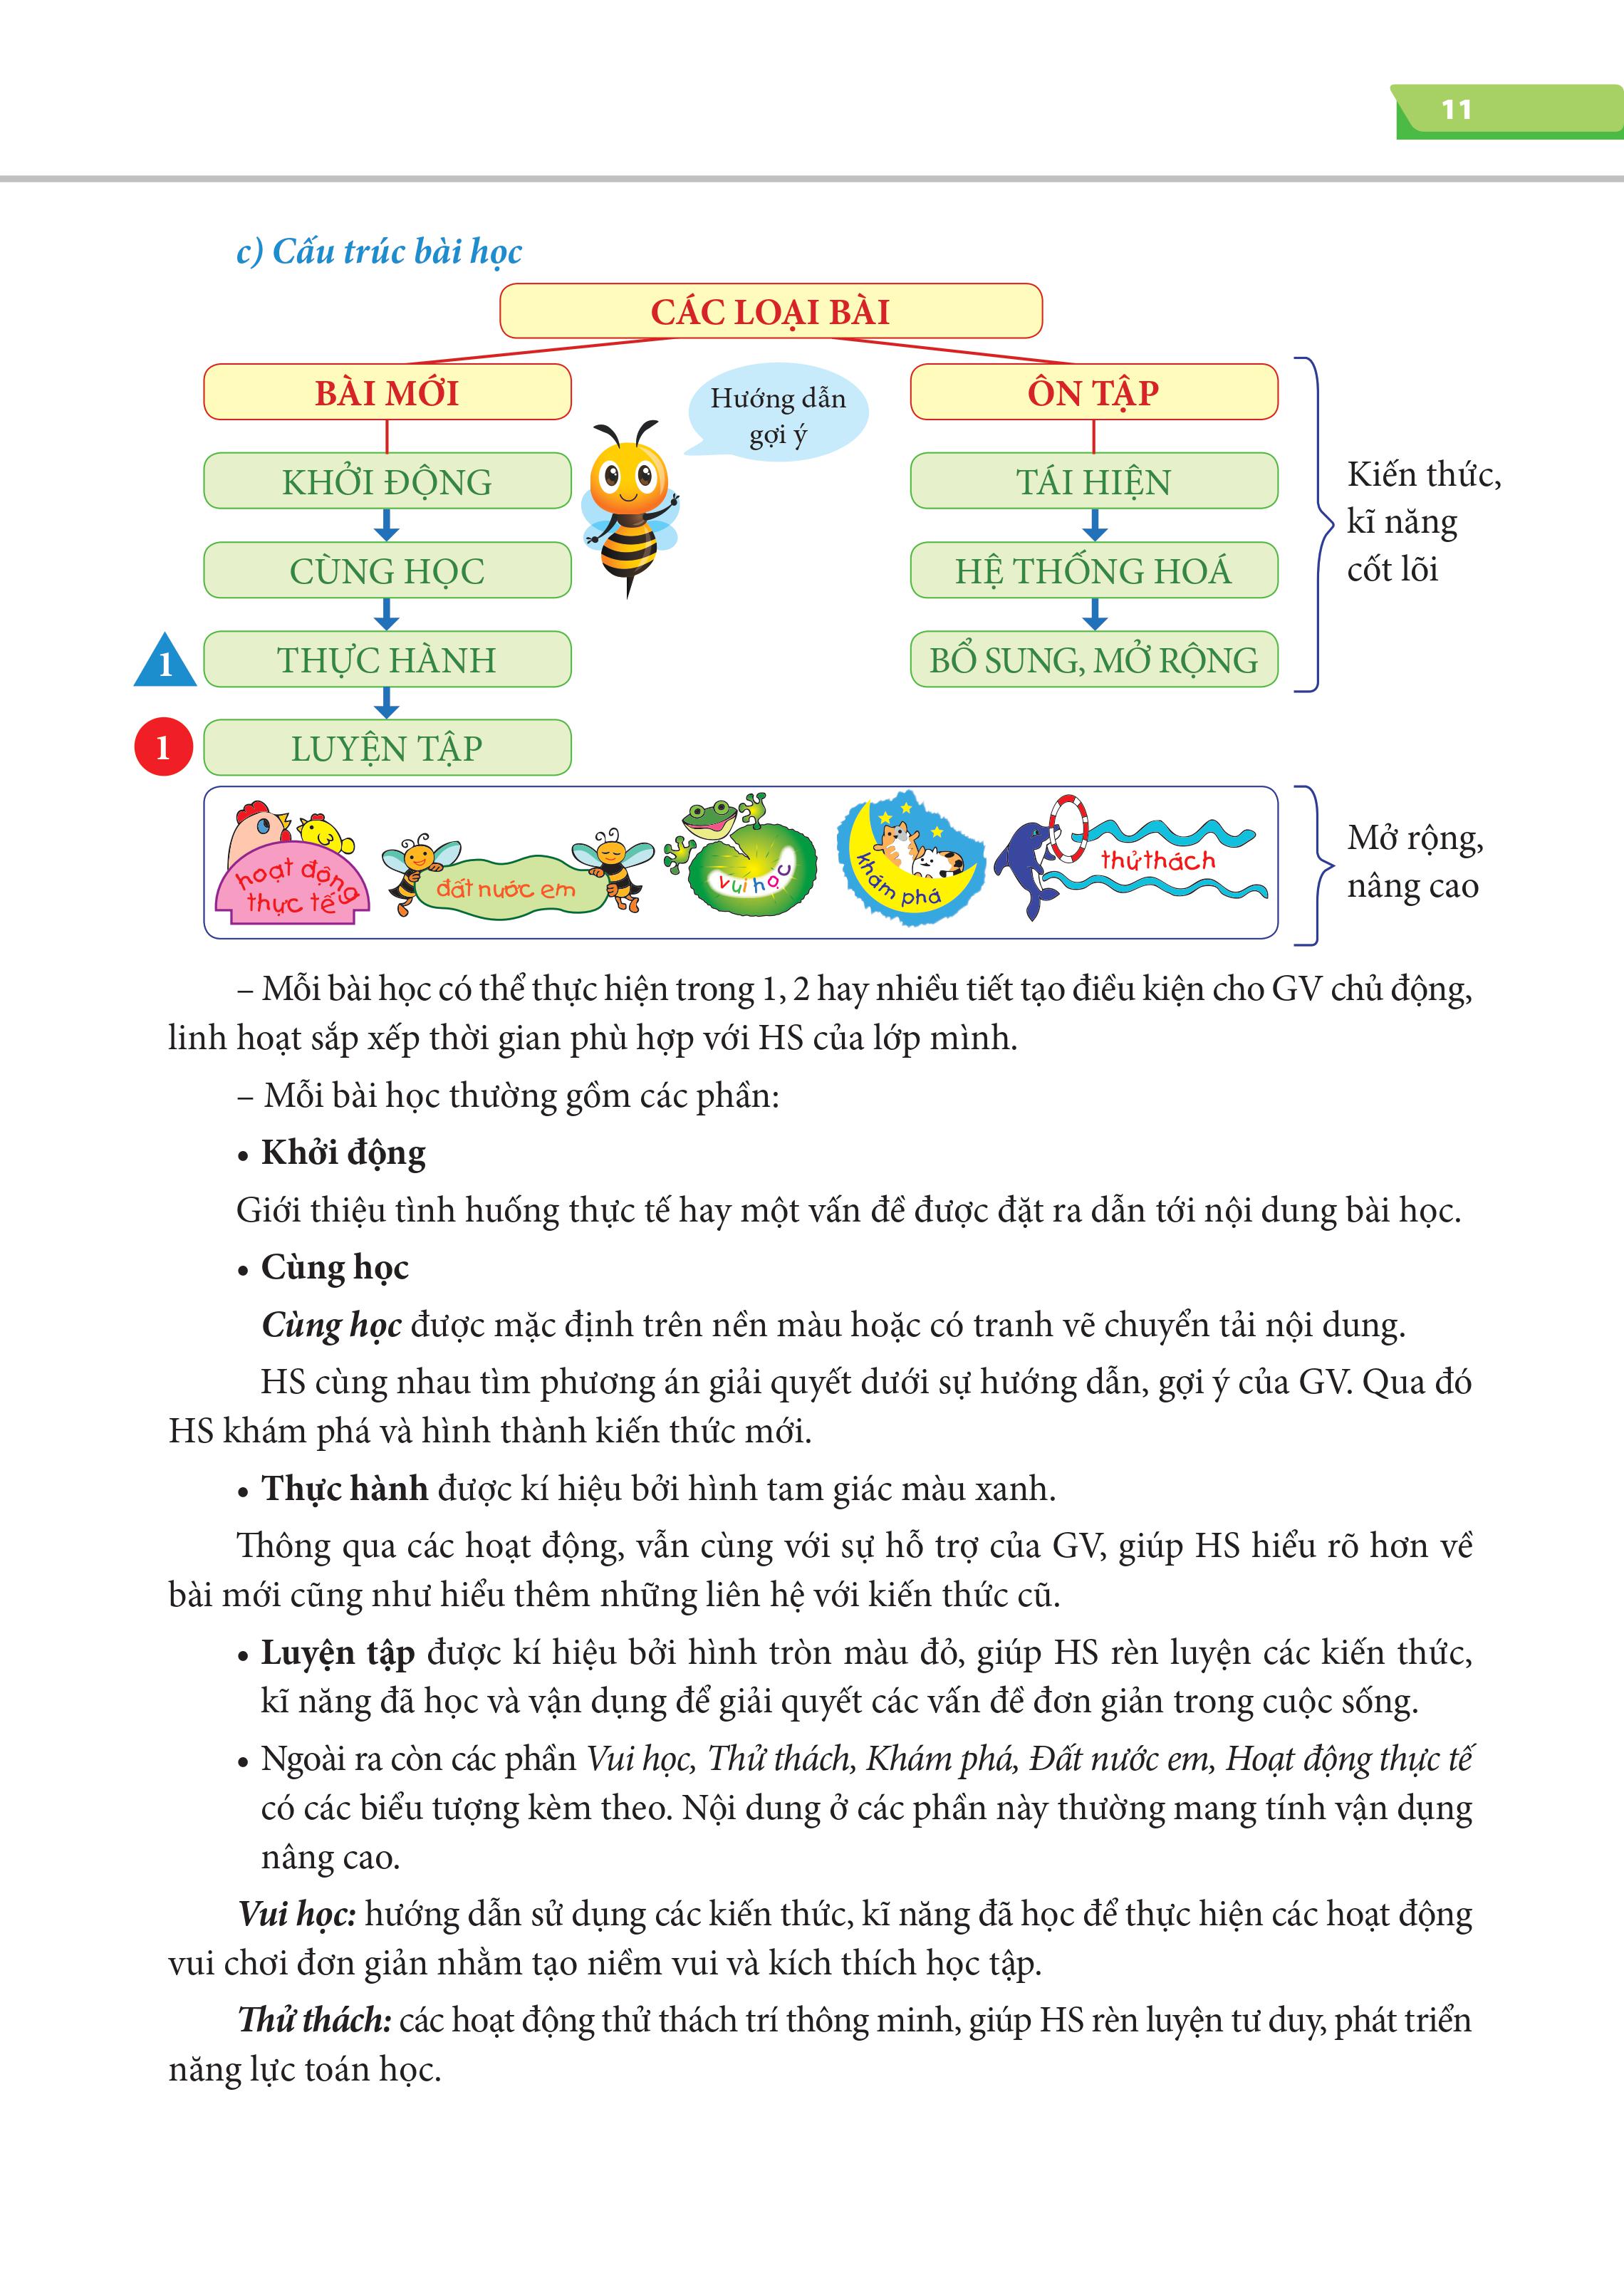 11
c) Cấu trúc bài học
CÁC LOẠI BÀI
BÀI MỚI
Hướng dẫn
gợi ý
ÔN TẬP
KHỞI ĐỘNG
TÁI HIỆN
CÙNG HỌC
HỆ THỐNG HOÁ
1
THỰC HÀNH
BỔ SUNG, MỞ RỘNG
Kiến thức,
kĩ năng
cốt lõi
1
LUYỆN TẬP
hoạt động
thực tế
đất nước em
vui học
khám phá
thử thách
Mở rộng,
nâng cao
– Mỗi bài học có thể thực hiện trong 1, 2 hay nhiều tiết tạo điều kiện cho GV chủ động,
linh hoạt sắp xếp thời gian phù hợp với HS của lớp mình.
– Mỗi bài học thường gồm các phần:
• Khởi động
Giới thiệu tình huống thực tế hay một vấn đề được đặt ra dẫn tới nội dung bài học.
• Cùng học
Cùng học được mặc định trên nền màu hoặc có tranh vẽ chuyển tải nội dung.
HS cùng nhau tìm phương án giải quyết dưới sự hướng dẫn, gợi ý của GV. Qua đó
HS khám phá và hình thành kiến thức mới.
• Thực hành được kí hiệu bởi hình tam giác màu xanh.
Thông qua các hoạt động, vẫn cùng với sự hỗ trợ của GV, giúp HS hiểu rõ hơn về
bài mới cũng như hiểu thêm những liên hệ với kiến thức cũ.
• Luyện tập được kí hiệu bởi hình tròn màu đỏ, giúp HS rèn luyện các kiến thức,
kĩ năng đã học và vận dụng để giải quyết các vấn đề đơn giản trong cuộc sống.
• Ngoài ra còn các phần Vui học, Thử thách, Khám phá, Đất nước em, Hoạt động thực tế
có các biểu tượng kèm theo. Nội dung ở các phần này thường mang tính vận dụng
nâng cao.
Vui học: hướng dẫn sử dụng các kiến thức, kĩ năng đã học để thực hiện các hoạt động
vui chơi đơn giản nhằm tạo niềm vui và kích thích học tập.
Thử thách: các hoạt động thử thách trí thông minh, giúp HS rèn luyện tư duy, phát triển
năng lực toán học.